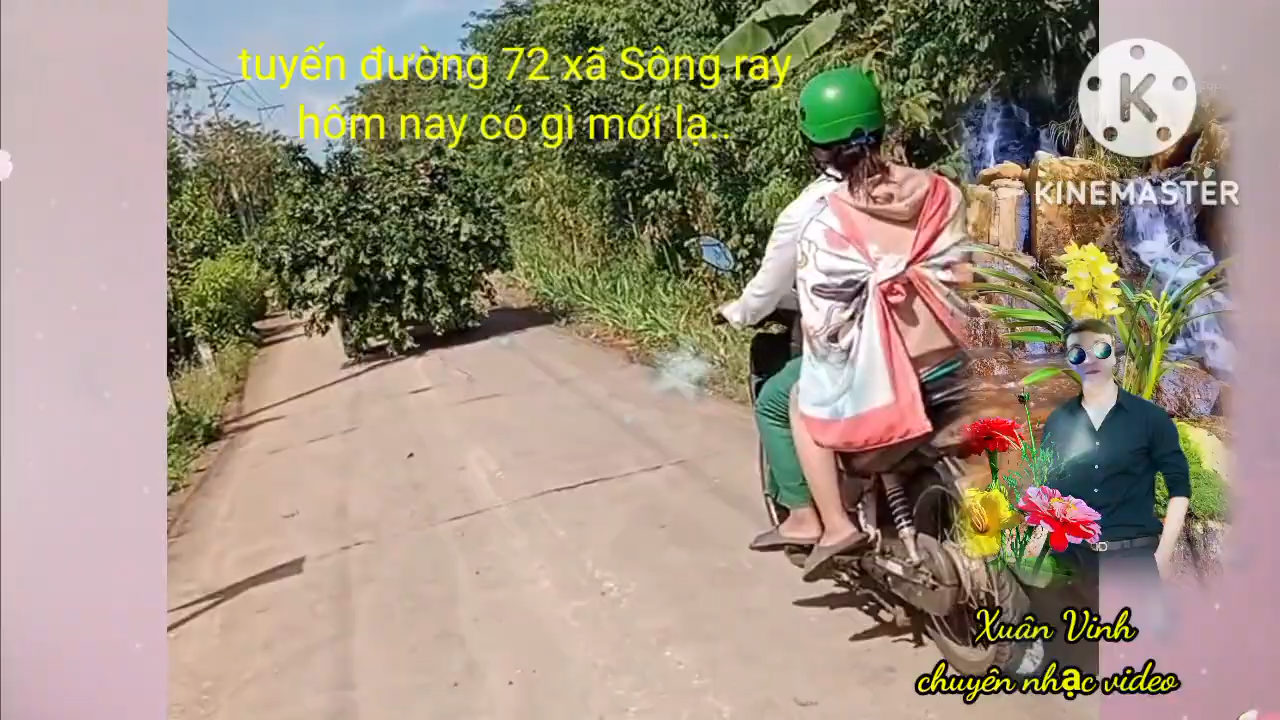 tuyến đường 72 xã Sông ray
hôm nay có gì mới lạ..
K
KINEMASTER
Xuân Vinh
chuyên nhạc video